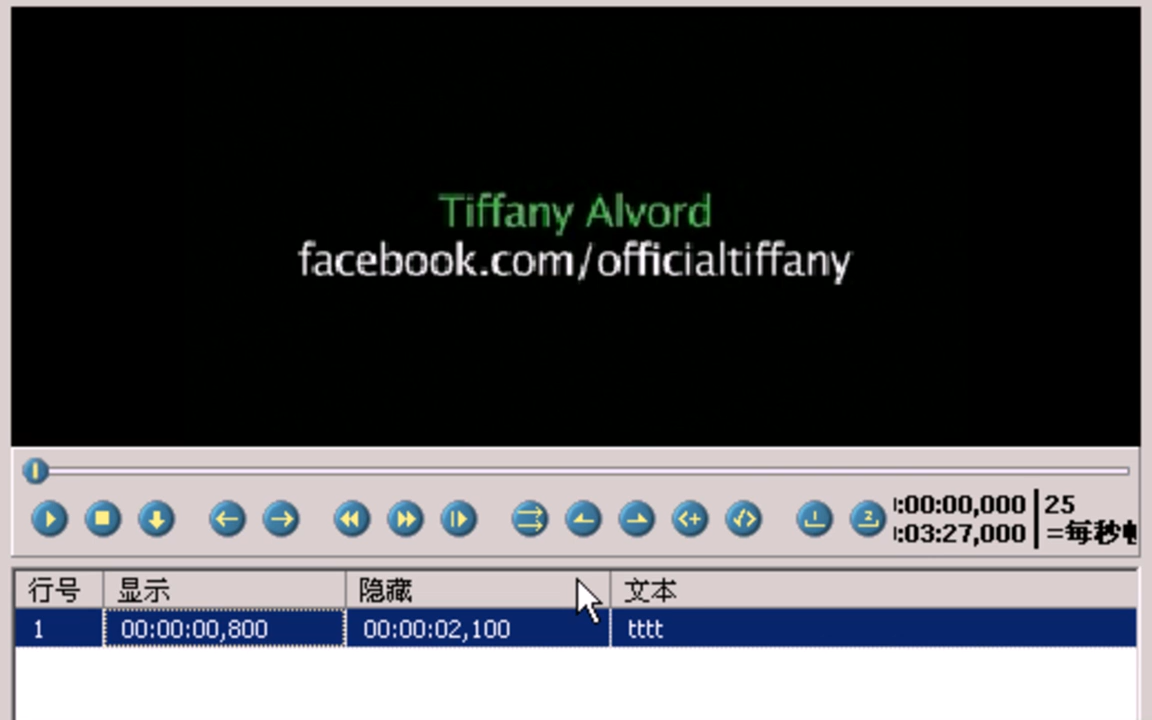 Tiffany Alvord
facebook.com/officialtiffany
:00:00,000 25
:03:27,000 =每秒
行号 显示 隐藏 文本
1 00:00:00,800 00:00:02,100 tttt